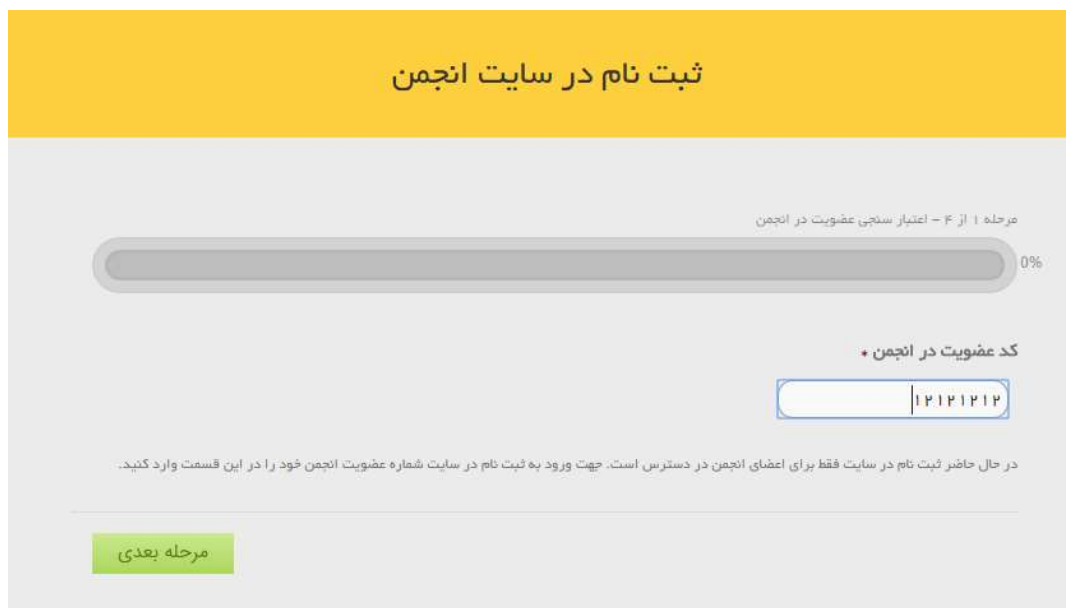 ثبت نام در سایت انجمن
مرحله ۱ از ۴ - اعتبار سنجی عضویت در انجمن
0%
کد عضویت در انجمن *
۱۲۱۲۱۲۱۲
در حال حاضر ثبت نام در سایت فقط برای اعضای انجمن در دسترس است. جهت ورود به ثبت نام در سایت شماره عضویت انجمن خود را در این قسمت وارد کنید.
مرحله بعدی